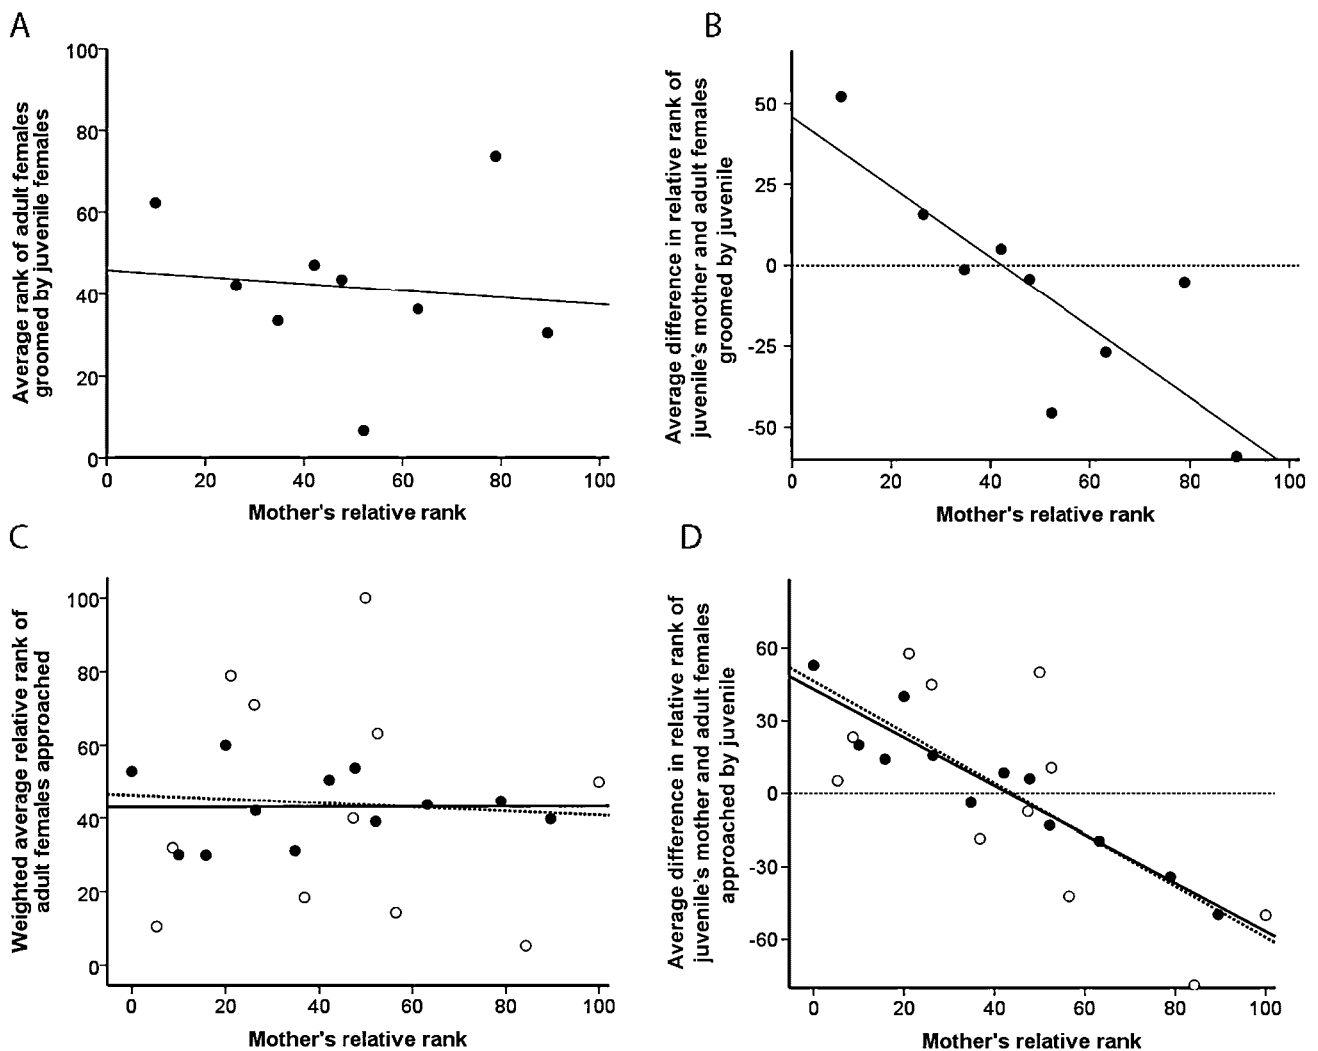 A
Average rank of adult females
groomed by juvenile females
100
80
60
40
20
0
0 20 40 60 80 100
Mother's relative rank
B
Average difference in relative rank of
juvenile's mother and adult females
groomed by juvenile
50
25
0
-25
-50
0 20 40 60 80 100
Mother's relative rank
C
Weighted average relative rank of
adult females approached
100
80
60
40
20
0
0 20 40 60 80 100
Mother's relative rank
D
Average difference in relative rank of
juvenile's mother and adult females
approached by juvenile
60
30
0
-30
-60
0 20 40 60 80 100
Mother's relative rank